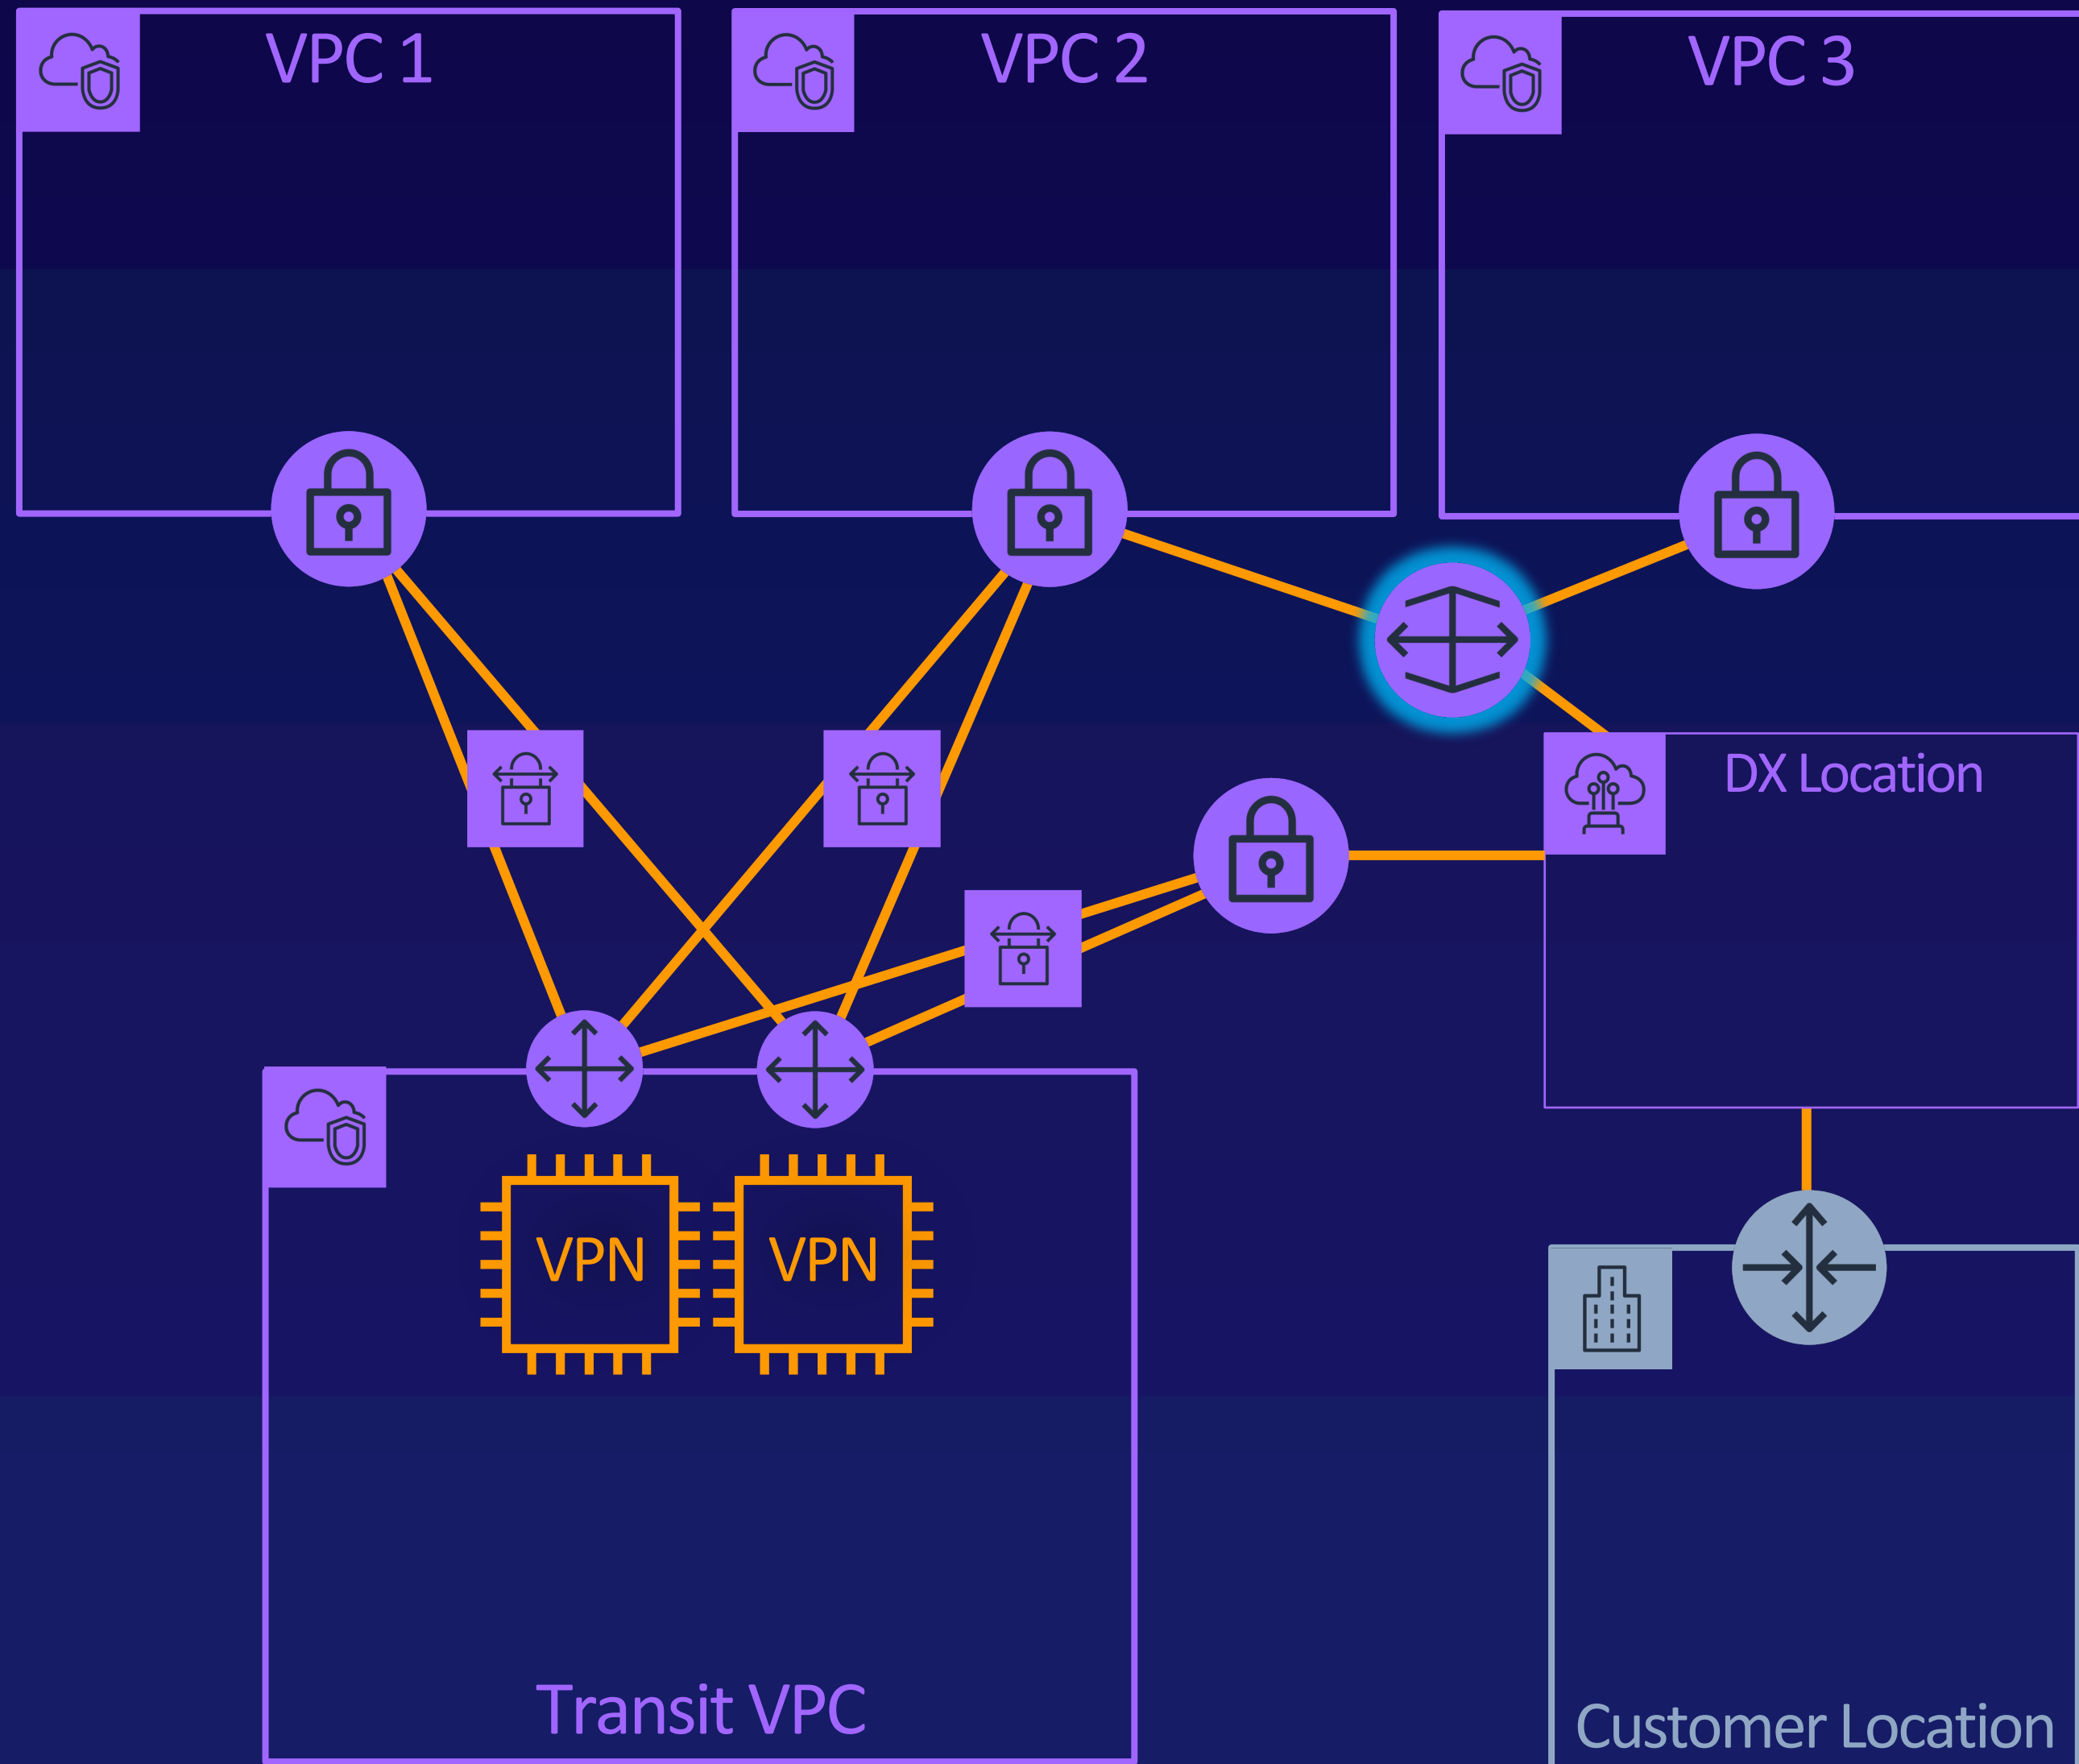 VPC 1
VPC 2
VPC 3
DX Location
VPN
VPN
Transit VPC
Customer Location